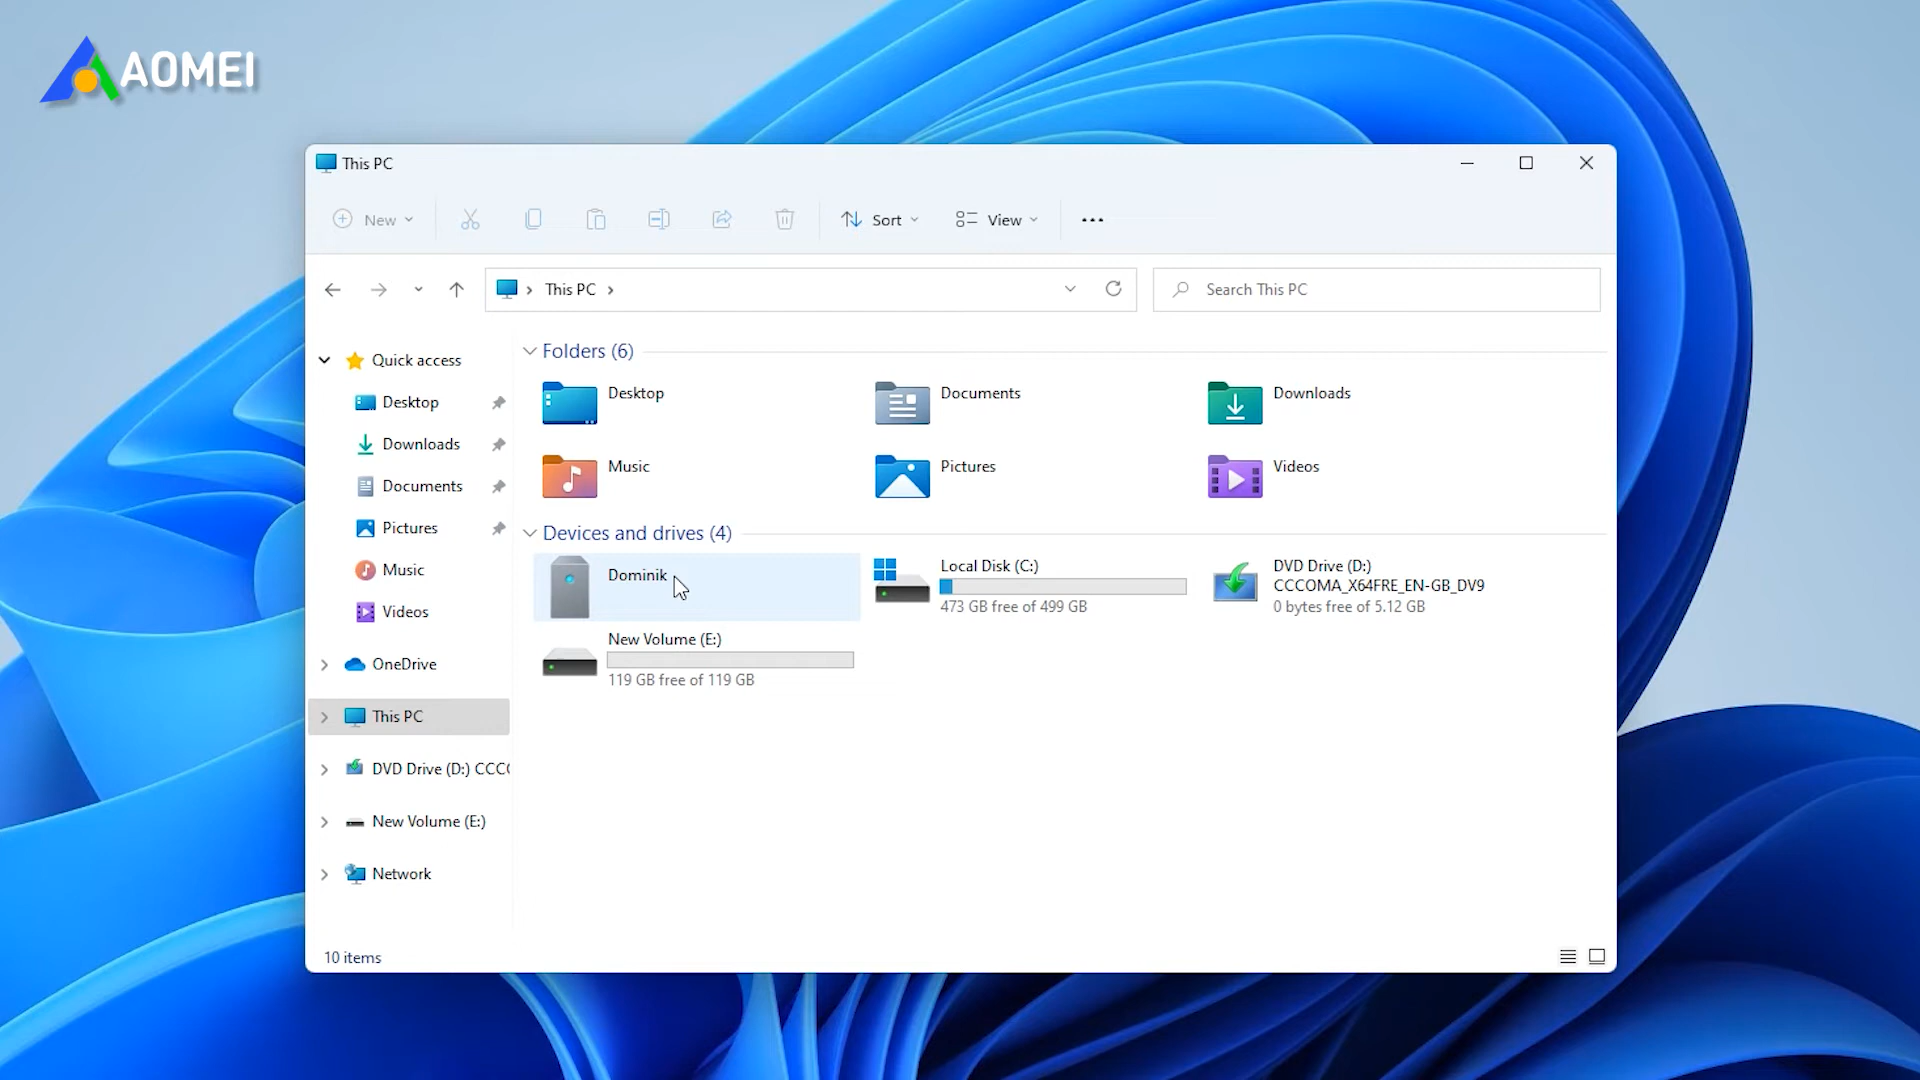 AOMEI
This PC
New
Sort
View
This PC
Search This PC
Quick access
Desktop
Downloads
Documents
Pictures
Music
Videos
OneDrive
This PC
DVD Drive (D:) CCC
New Volume (E:)
Network
Folders (6)
Desktop
Documents
Downloads
Music
Pictures
Videos
Devices and drives (4)
Dominik
Local Disk (C:)
473 GB free of 499 GB
DVD Drive (D:)
CCCOMA_X64FRE_EN-GB_DV9
0 bytes free of 5.12 GB
New Volume (E:)
119 GB free of 119 GB
10 items